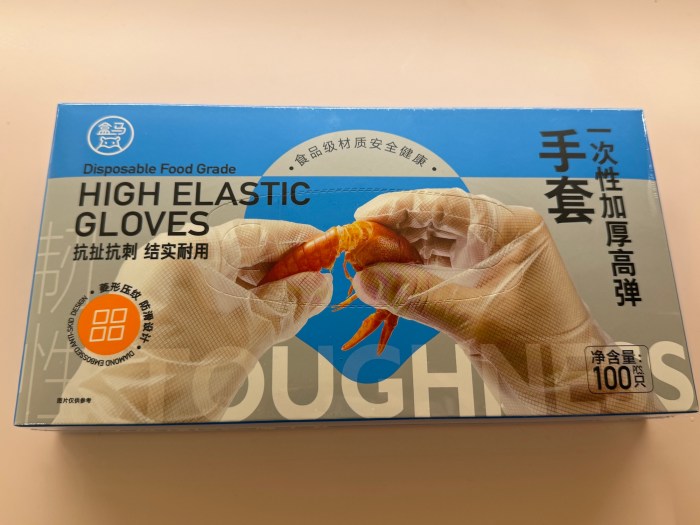 盒马
Disposable Food Grade
HIGH ELASTIC
GLOVES
抗扯抗刺 结实耐用
·食品级材质安全健康·
一次性加厚高弹
手套
韧性
·菱形压纹 防滑设计·
DIAMOND EMBOSSED ANTI-SKID DESIGN
TOUGHNESS
净含量:
100只
图片仅供参考